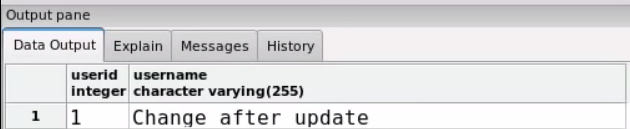 Output pane
Data Output Explain Messages History
userid username
integer character varying(255)
1 1 Change after update